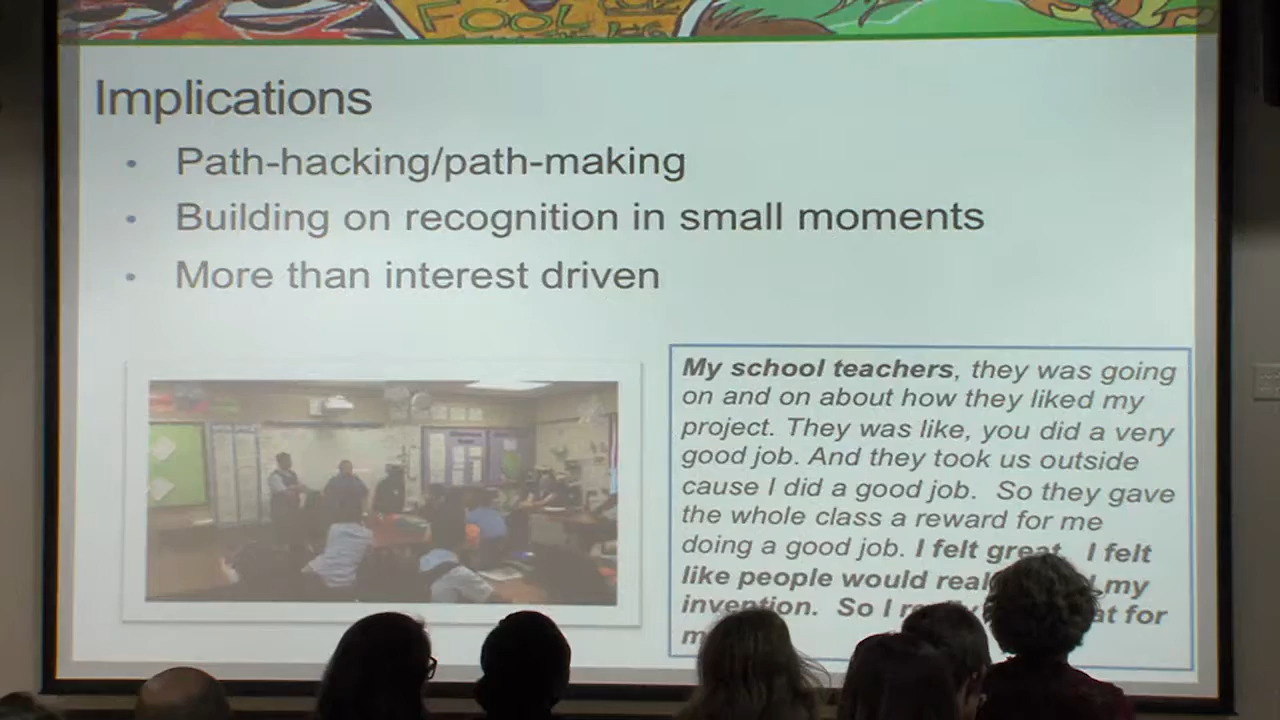 FOOL
Implications
• Path-hacking/path-making
• Building on recognition in small moments
• More than interest driven
My school teachers, they was going
on and on about how they liked my
project. They was like, you did a very
good job. And they took us outside
cause I did a good job. So they gave
the whole class a reward for me
doing a good job. I felt great. I felt
like people would my
invention. So I for